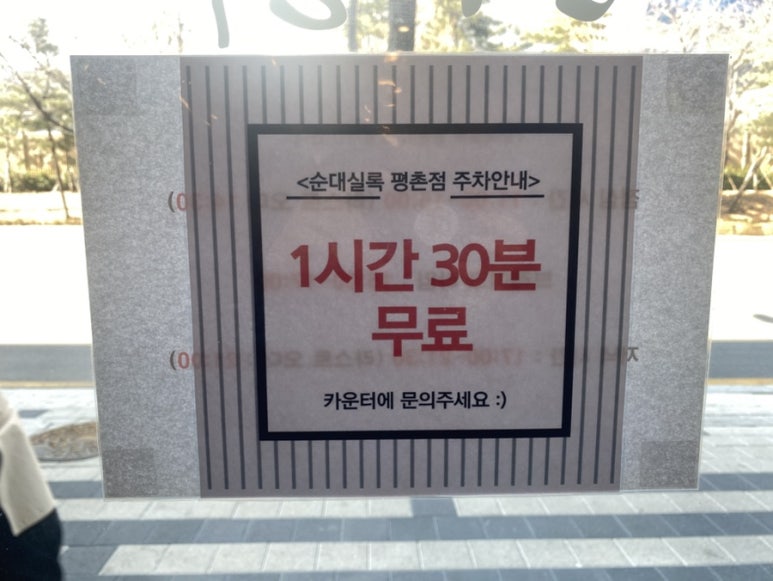 <순대실록 평촌점 주차안내>
1시간 30분
무료
카운터에 문의주세요 :)